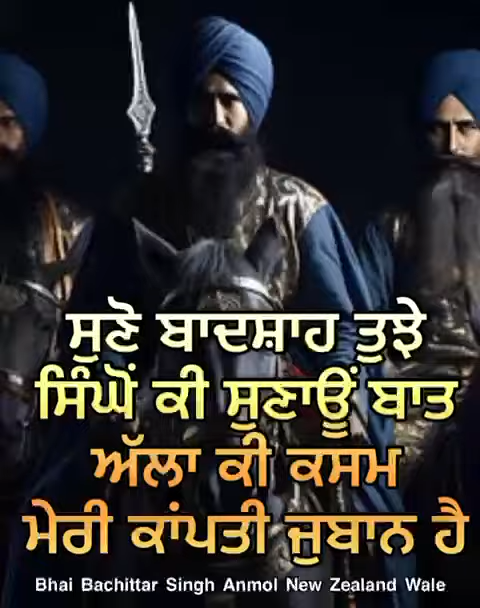 ਸੁਣੋ ਬਾਦਸ਼ਾਹ ਤੁਝੇ
ਸਿੰਘੋਂ ਕੀ ਸੁਣਾਊਂ ਬਾਤ
ਅੱਲਾ ਕੀ ਕਸਮ
ਮੇਰੀ ਕਾਂਪਤੀ ਜੁਬਾਨ ਹੈ
Bhai Bachittar Singh Anmol New Zealand Wale